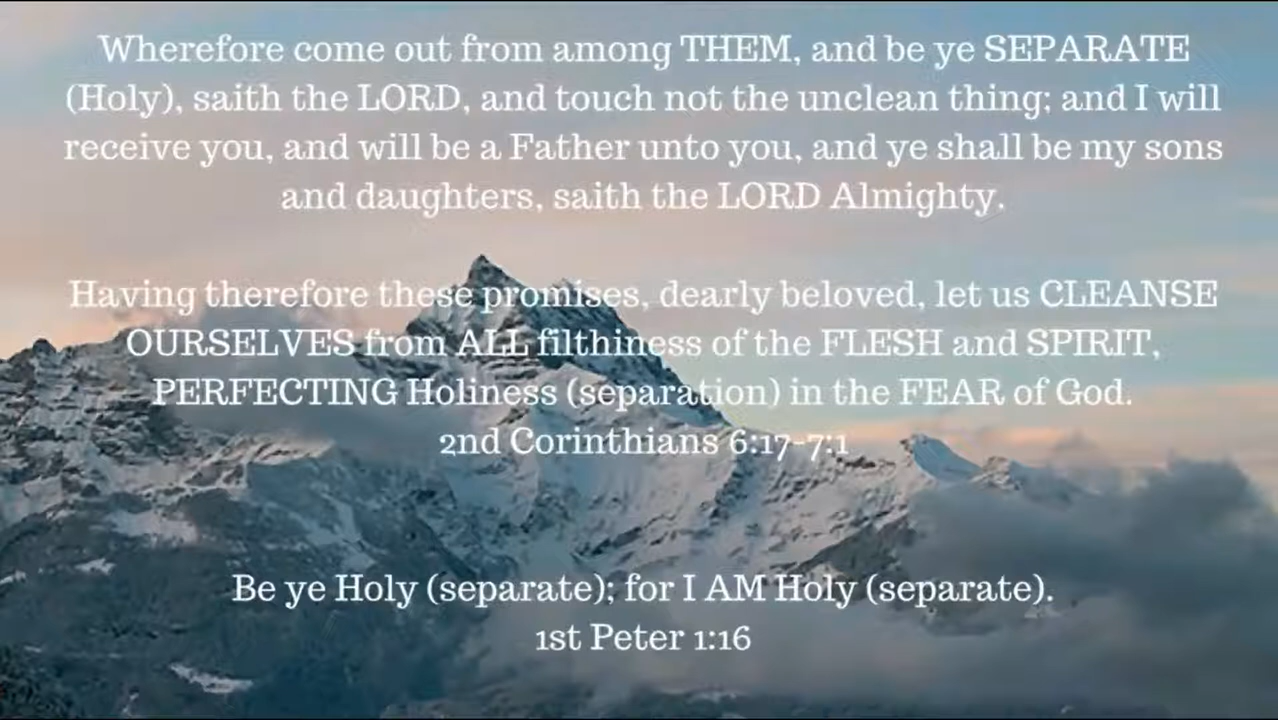 Wherefore come out from among THEM, and be ye SEPARATE
(Holy), saith the LORD, and touch not the unclean thing; and I will
receive you, and will be a Father unto you, and ye shall be my sons
and daughters, saith the LORD Almighty.
Having therefore these promises, dearly beloved, let us CLEANSE
OURSELVES from ALL filthiness of the FLESH and SPIRIT,
PERFECTING Holiness (separation) in the FEAR of God.
2nd Corinthians 6:17-7:1
Be ye Holy (separate); for I AM Holy (separate).
1st Peter 1:16